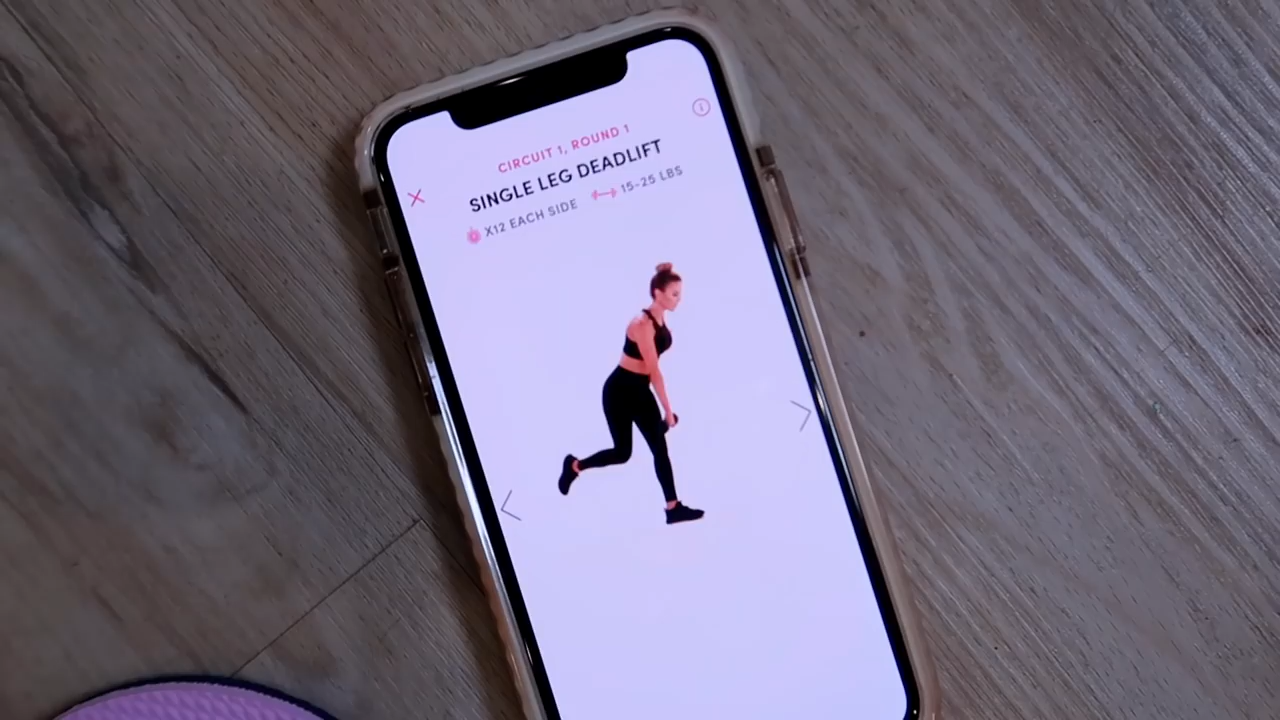 CIRCUIT 1, ROUND 1
SINGLE LEG DEADLIFT
X12 EACH SIDE 15-25 LBS